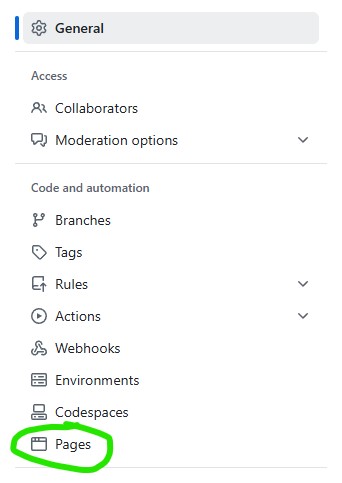 General
Access
Collaborators
Moderation options
Code and automation
Branches
Tags
Rules
Actions
Webhooks
Environments
Codespaces
Pages